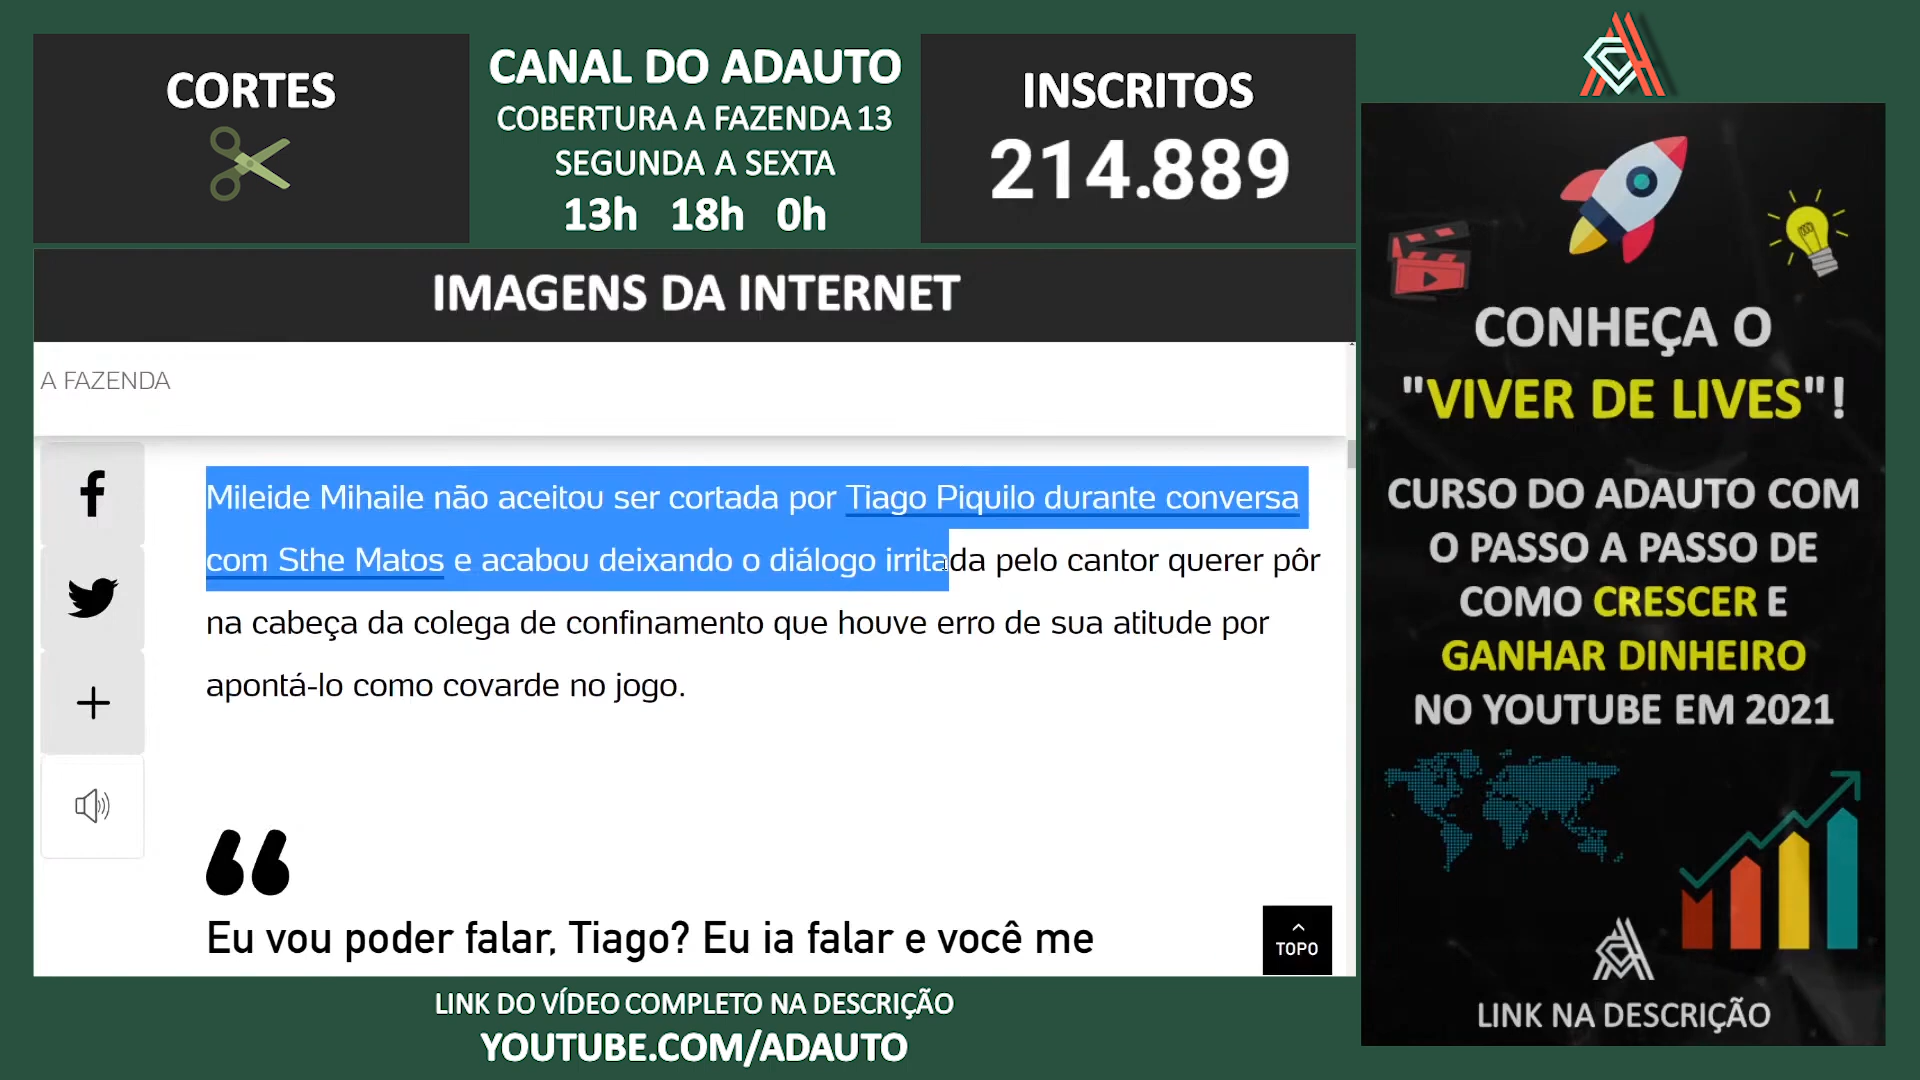 CORTES
CANAL DO ADAUTO
COBERTURA A FAZENDA 13
SEGUNDA A SEXTA
13h 18h 0h
INSCRITOS
214.889
IMAGENS DA INTERNET
A FAZENDA
Mileide Mihaile não aceitou ser cortada por Tiago Piquilo durante conversa
com Sthe Matos e acabou deixando o diálogo irritada pelo cantor querer pôr
na cabeça da colega de confinamento que houve erro de sua atitude por
apontá-lo como covarde no jogo.
Eu vou poder falar, Tiago? Eu ia falar e você me
TOPO
LINK DO VÍDEO COMPLETO NA DESCRIÇÃO
YOUTUBE.COM/ADAUTO
CONHEÇA O
"VIVER DE LIVES"!
CURSO DO ADAUTO COM
O PASSO A PASSO DE
COMO CRESCER E
GANHAR DINHEIRO
NO YOUTUBE EM 2021
LINK NA DESCRIÇÃO